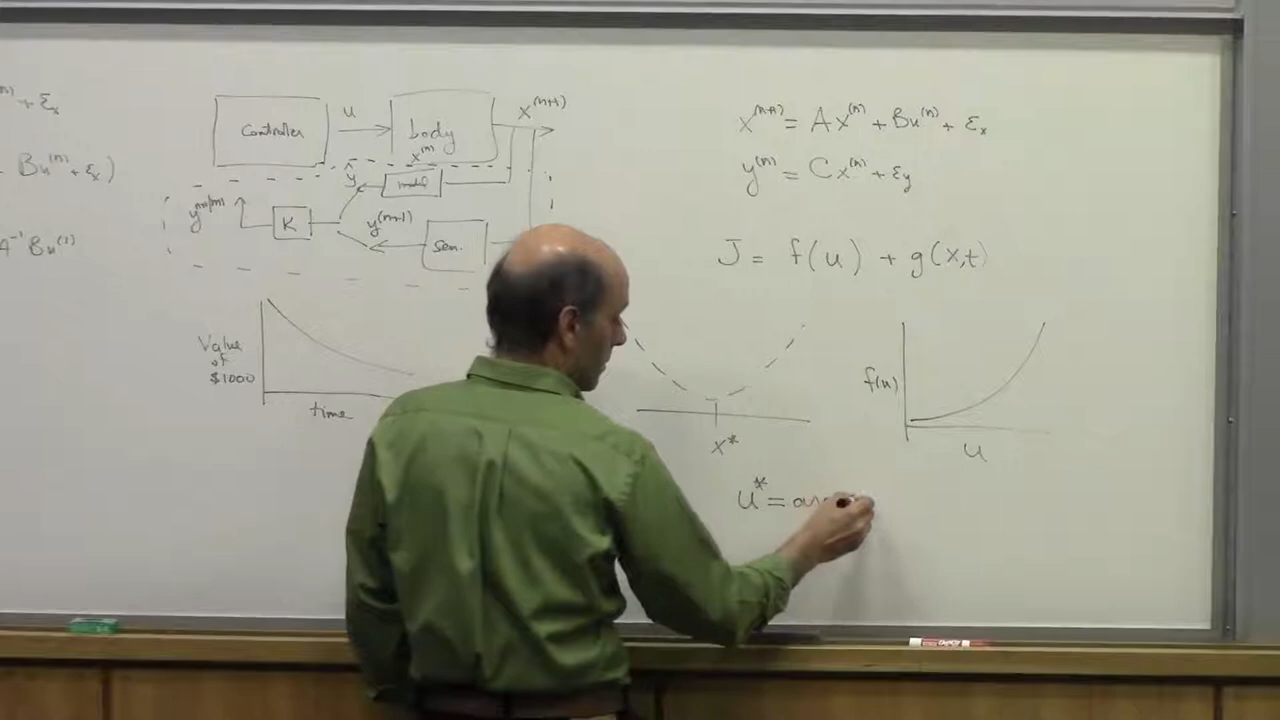 + εx
Bu^(n) + εx)
A^-1 Bu^(1)
Controller
u
body
x^(n)
x^(n+1)
ŷ
model
K
y^(n+1)
Sen.
Value
of
$1000
time
x^(n+1) = Ax^(n) + Bu^(n) + εx
y^(n) = Cx^(n) + εy
J = f(u) + g(x,t)
x*
f(u)
u
u* = ar